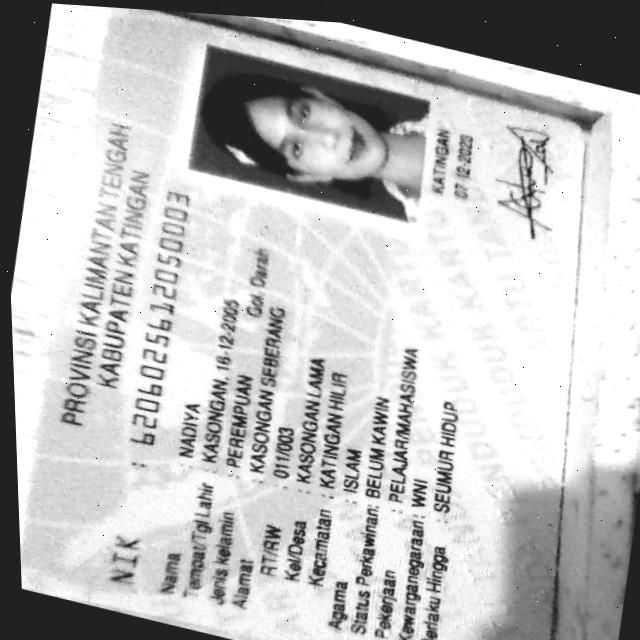 PROVINSI KALIMANTAN TENGAH
KABUPATEN KATINGAN
NIK : 6206025612050003
Nama : NADIYA
Tempat/Tgl Lahir : KASONGAN, 16-12-2005
Jenis kelamin : PEREMPUAN Gol. Darah
Alamat : KASONGAN SEBERANG
RT/RW : 011/003
Kel/Desa : KASONGAN LAMA
Kecamatan : KATINGAN HILIR
Agama : ISLAM
Status Perkawinan: BELUM KAWIN
Pekerjaan : PELAJAR/MAHASISWA
Kewarganegaraan: WNI
Berlaku Hingga : SEUMUR HIDUP
KATINGAN
07-12-2023